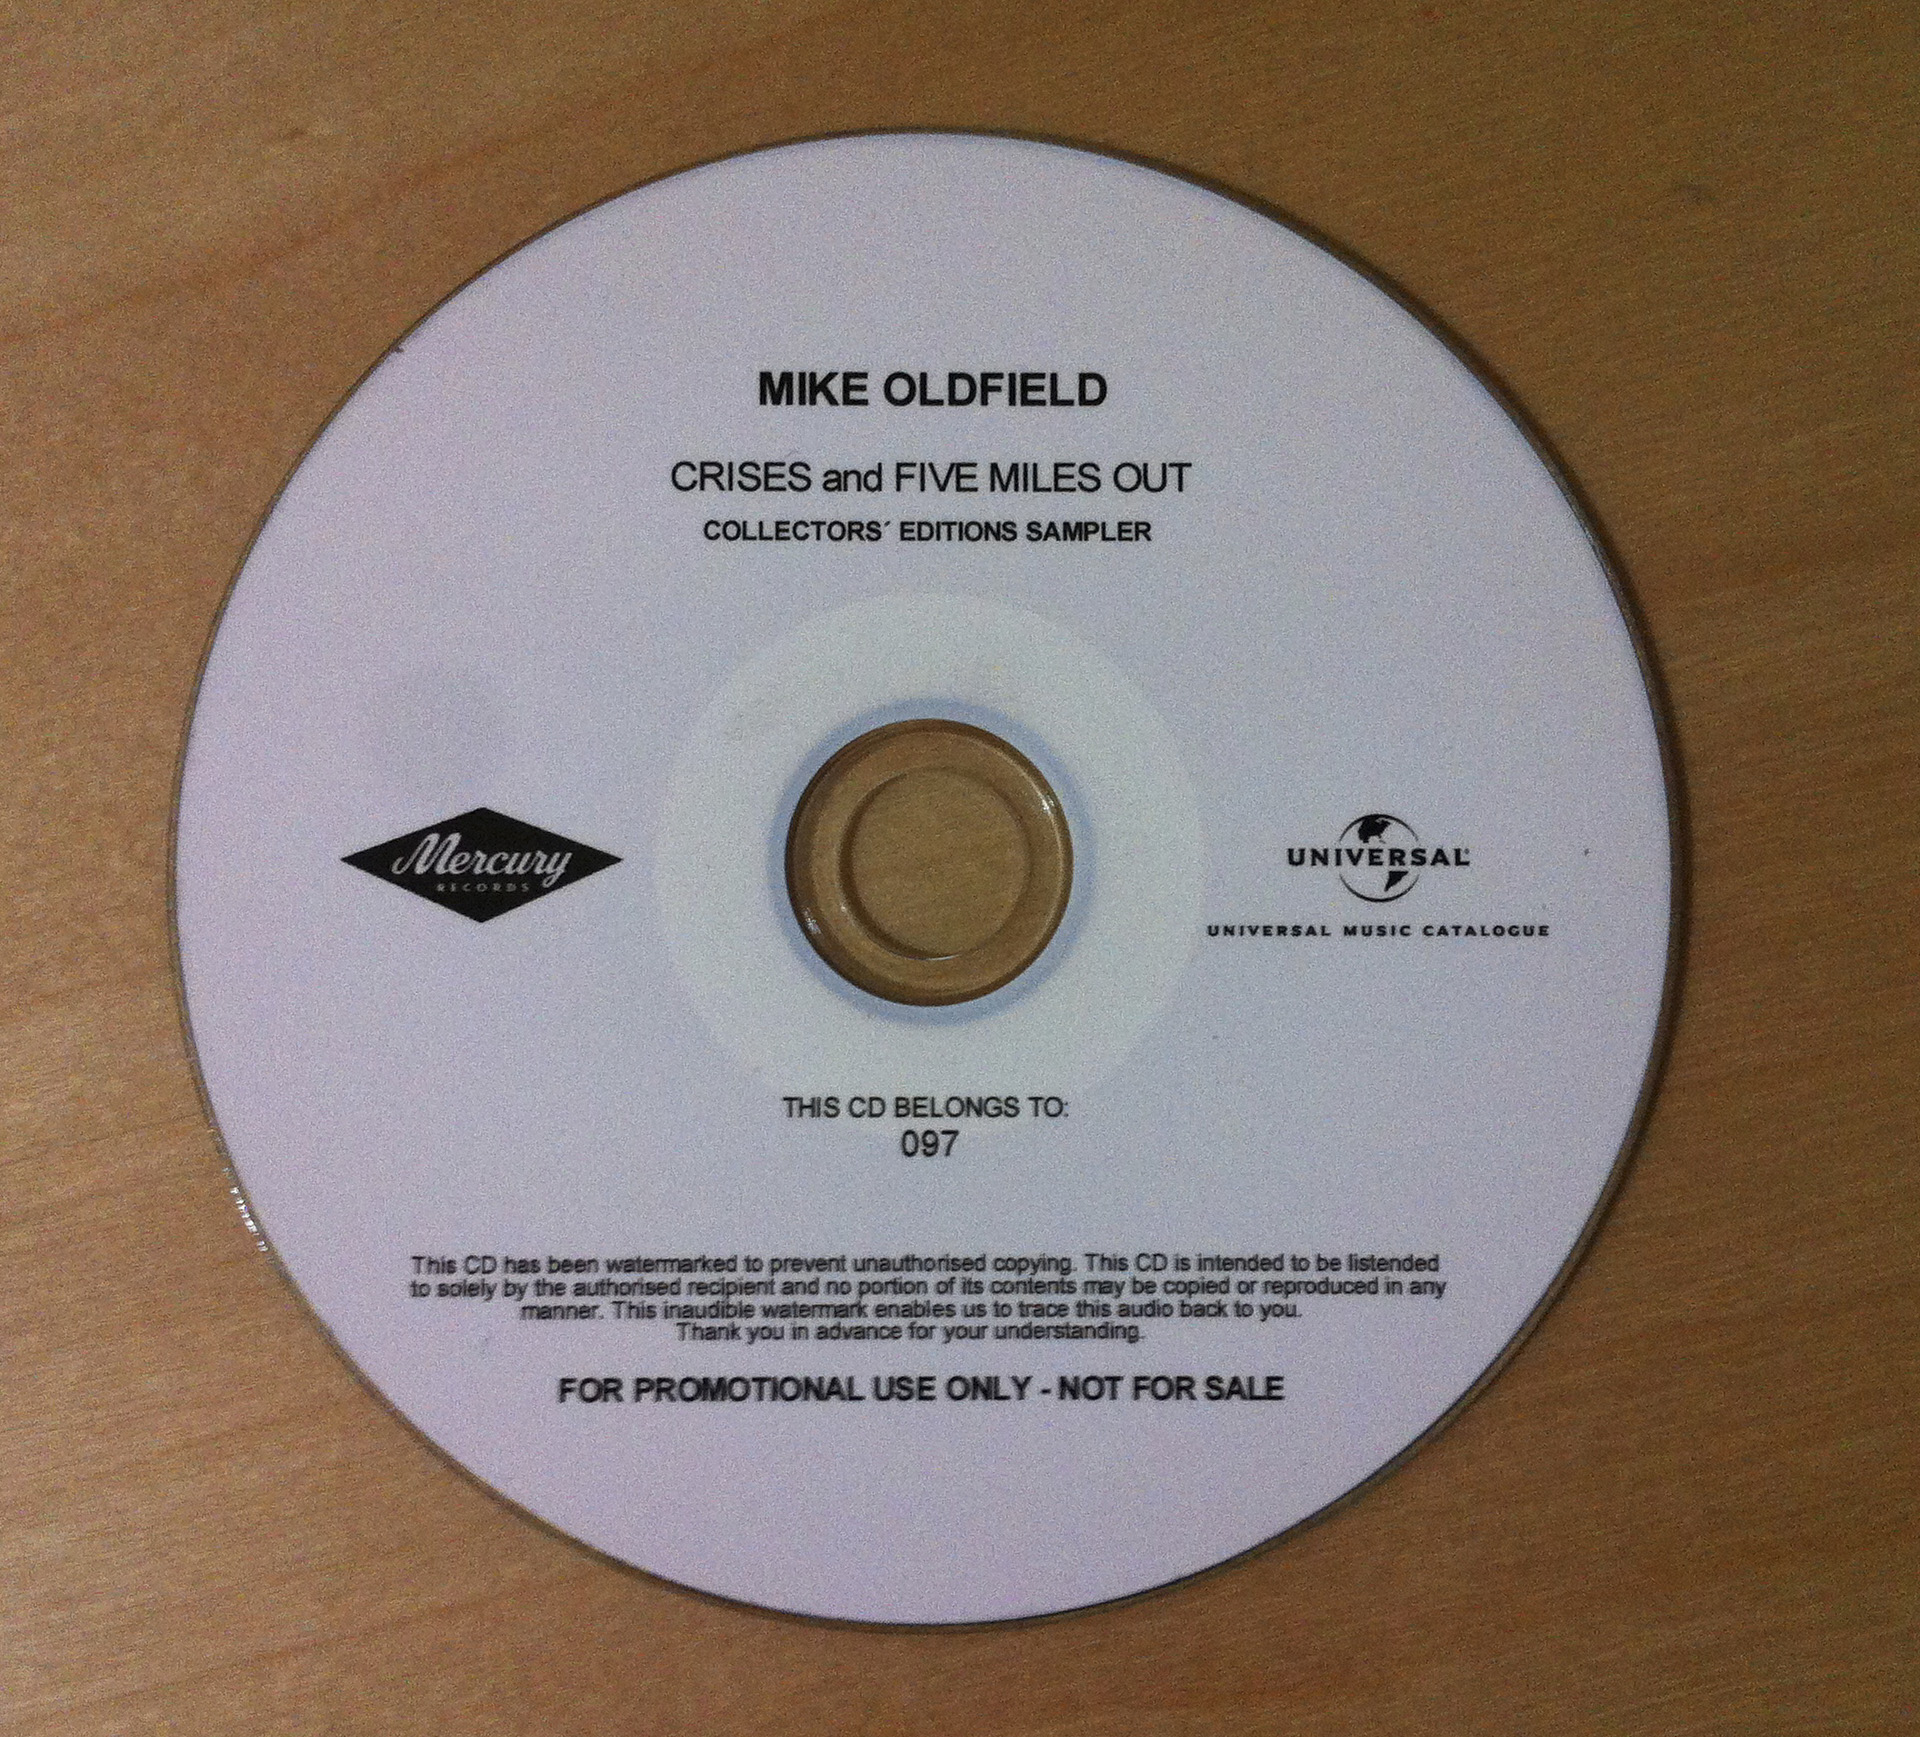 MIKE OLDFIELD
CRISES and FIVE MILES OUT
COLLECTORS´ EDITIONS SAMPLER
Mercury
RECORDS
UNIVERSAL®
UNIVERSAL MUSIC CATALOGUE
THIS CD BELONGS TO:
097
This CD has been watermarked to prevent unauthorised copying. This CD is intended to be listended
to solely by the authorised recipient and no portion of its contents may be copied or reproduced in any
manner. This inaudible watermark enables us to trace this audio back to you.
Thank you in advance for your understanding.
FOR PROMOTIONAL USE ONLY - NOT FOR SALE